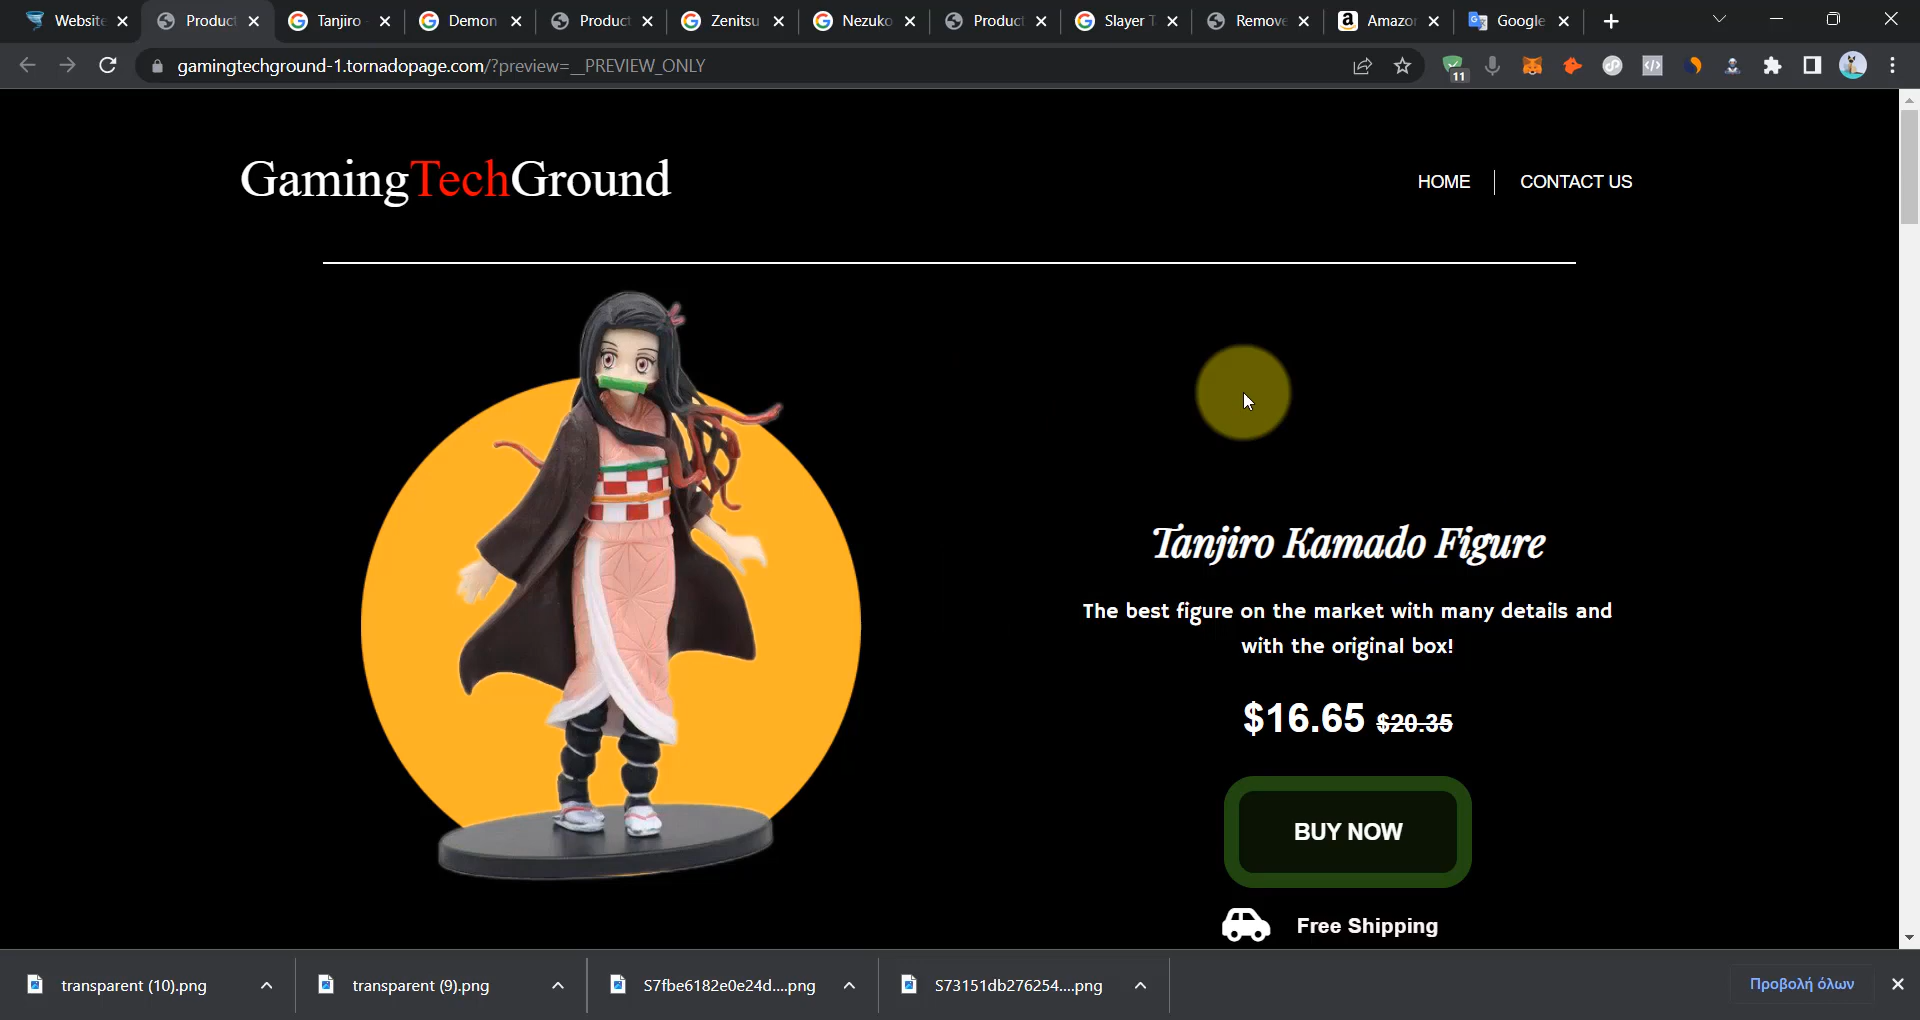 Website
Product
Tanjiro
Demon
Product
Zenitsu
Nezuko
Product
Slayer T
Remove
Amazon
Google
gamingtechground-1.tornadopage.com/?preview=__PREVIEW_ONLY
11
GamingTechGround
HOME
CONTACT US
Tanjiro Kamado Figure
The best figure on the market with many details and
with the original box!
$16.65 $20.35
BUY NOW
Free Shipping
transparent (10).png
transparent (9).png
S7fbe6182e0e24d....png
S73151db276254....png
Προβολή όλων